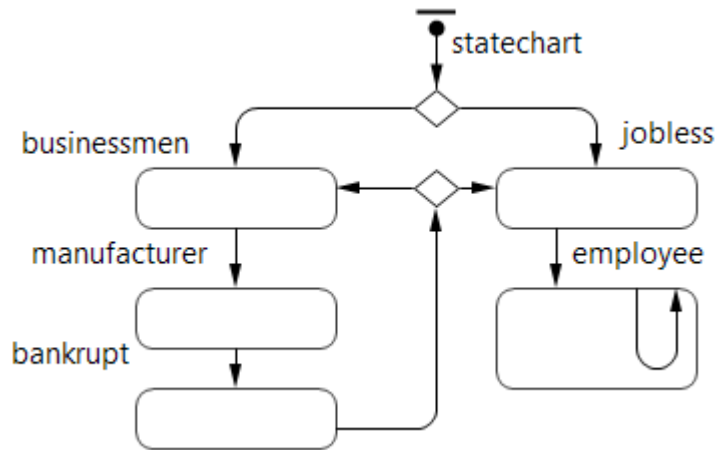 statechart
businessmen
jobless
manufacturer
employee
bankrupt